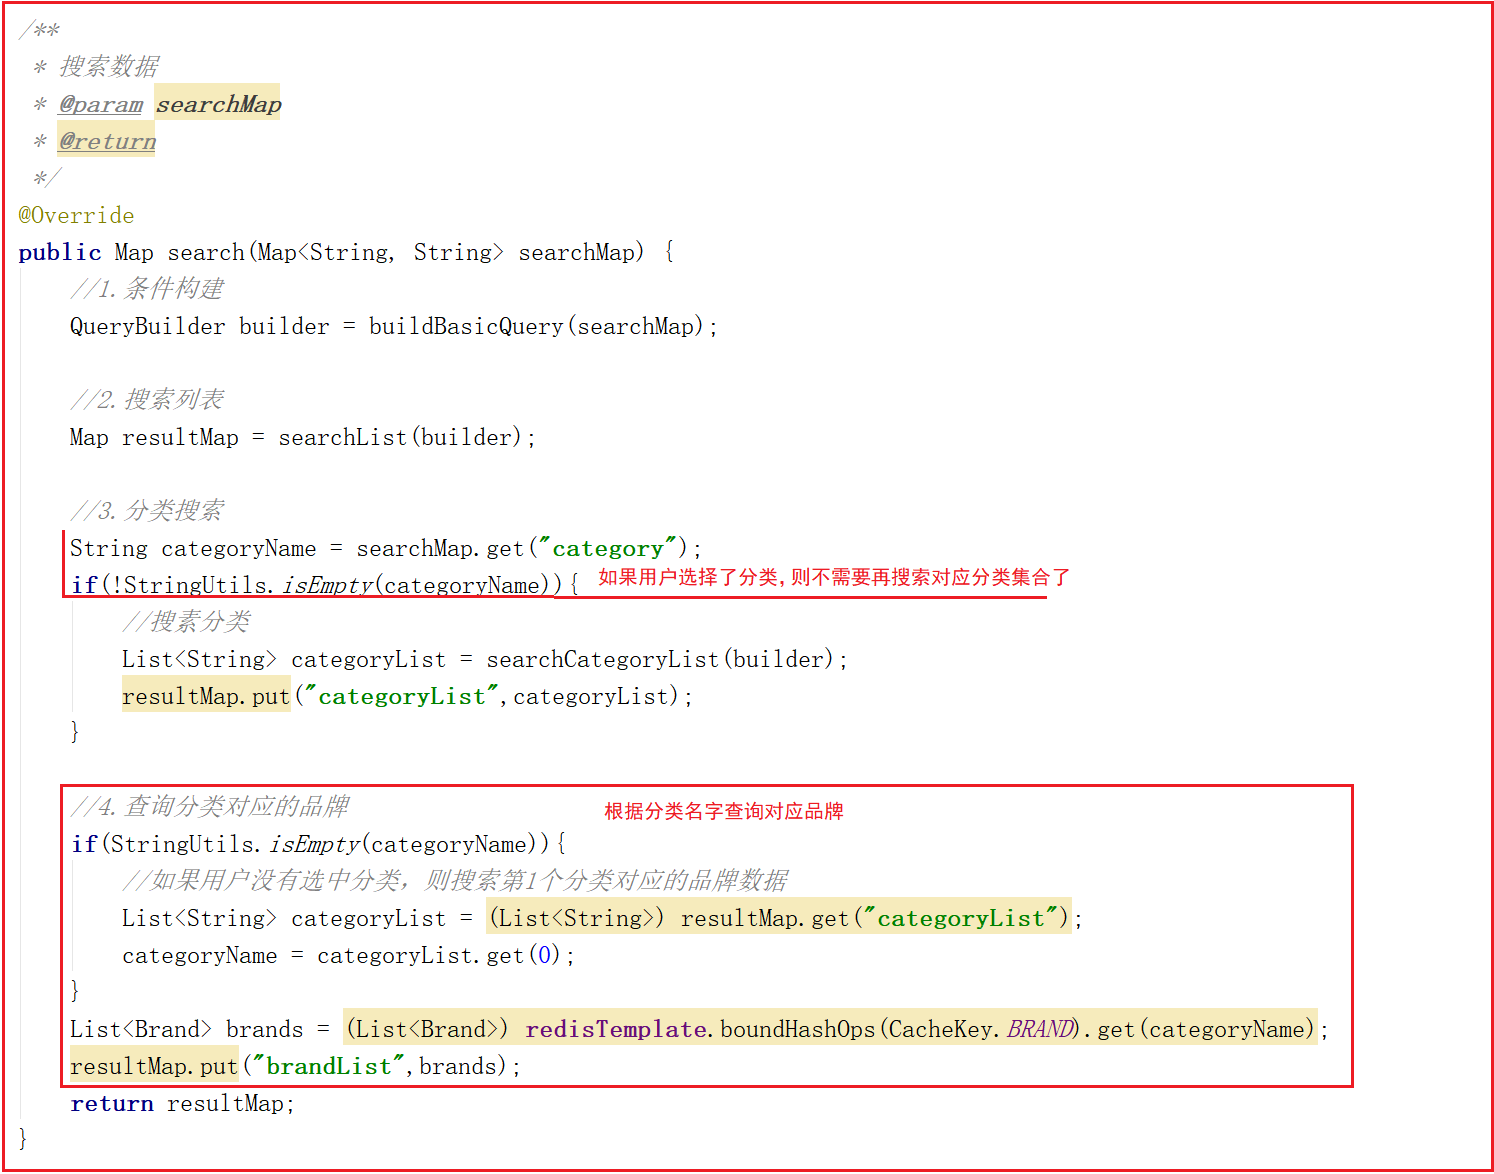 /**
 * 搜索数据
 * @param searchMap
 * @return
 */
@Override
public Map search(Map<String, String> searchMap) {
    //1.条件构建
    QueryBuilder builder = buildBasicQuery(searchMap);
    //2.搜索列表
    Map resultMap = searchList(builder);
    //3.分类搜索
    String categoryName = searchMap.get("category");
    if(!StringUtils.isEmpty(categoryName)){ 如果用户选择了分类,则不需要再搜索对应分类集合了
        //搜素分类
        List<String> categoryList = searchCategoryList(builder);
        resultMap.put("categoryList",categoryList);
    }
    //4.查询分类对应的品牌 根据分类名字查询对应品牌
    if(StringUtils.isEmpty(categoryName)){
        //如果用户没有选中分类，则搜索第1个分类对应的品牌数据
        List<String> categoryList = (List<String>) resultMap.get("categoryList");
        categoryName = categoryList.get(0);
    }
    List<Brand> brands = (List<Brand>) redisTemplate.boundHashOps(CacheKey.BRAND).get(categoryName);
    resultMap.put("brandList",brands);
    return resultMap;
}